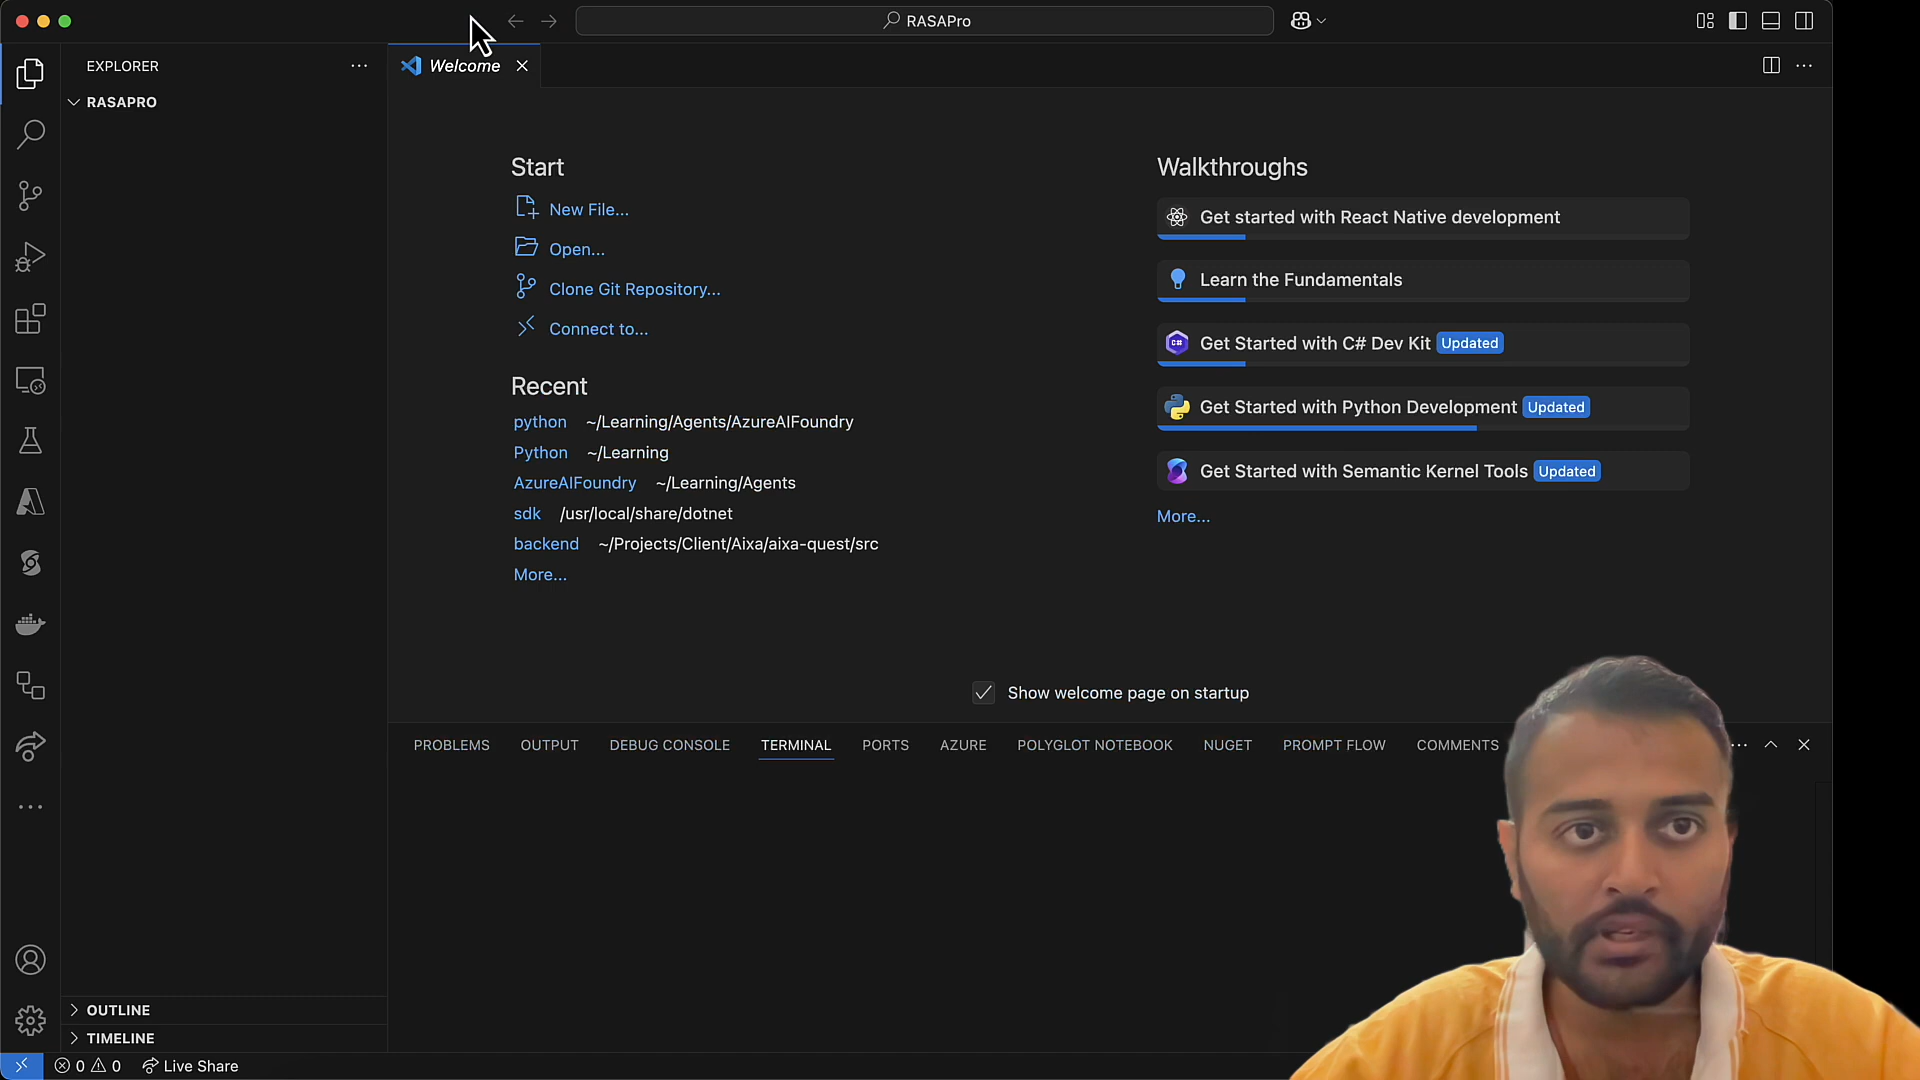 RASAPro
EXPLORER
Welcome
RASAPRO
Start
New File...
Open...
Clone Git Repository...
Connect to...
Recent
python ~/Learning/Agents/AzureAIFoundry
Python ~/Learning
AzureAIFoundry ~/Learning/Agents
sdk /usr/local/share/dotnet
backend ~/Projects/Client/Aixa/aixa-quest/src
More...
Walkthroughs
Get started with React Native development
Learn the Fundamentals
C#
Get Started with C# Dev Kit Updated
Get Started with Python Development Updated
Get Started with Semantic Kernel Tools Updated
More...
Show welcome page on startup
PROBLEMS OUTPUT DEBUG CONSOLE TERMINAL PORTS AZURE POLYGLOT NOTEBOOK NUGET PROMPT FLOW COMMENTS
OUTLINE
TIMELINE
0 0 Live Share